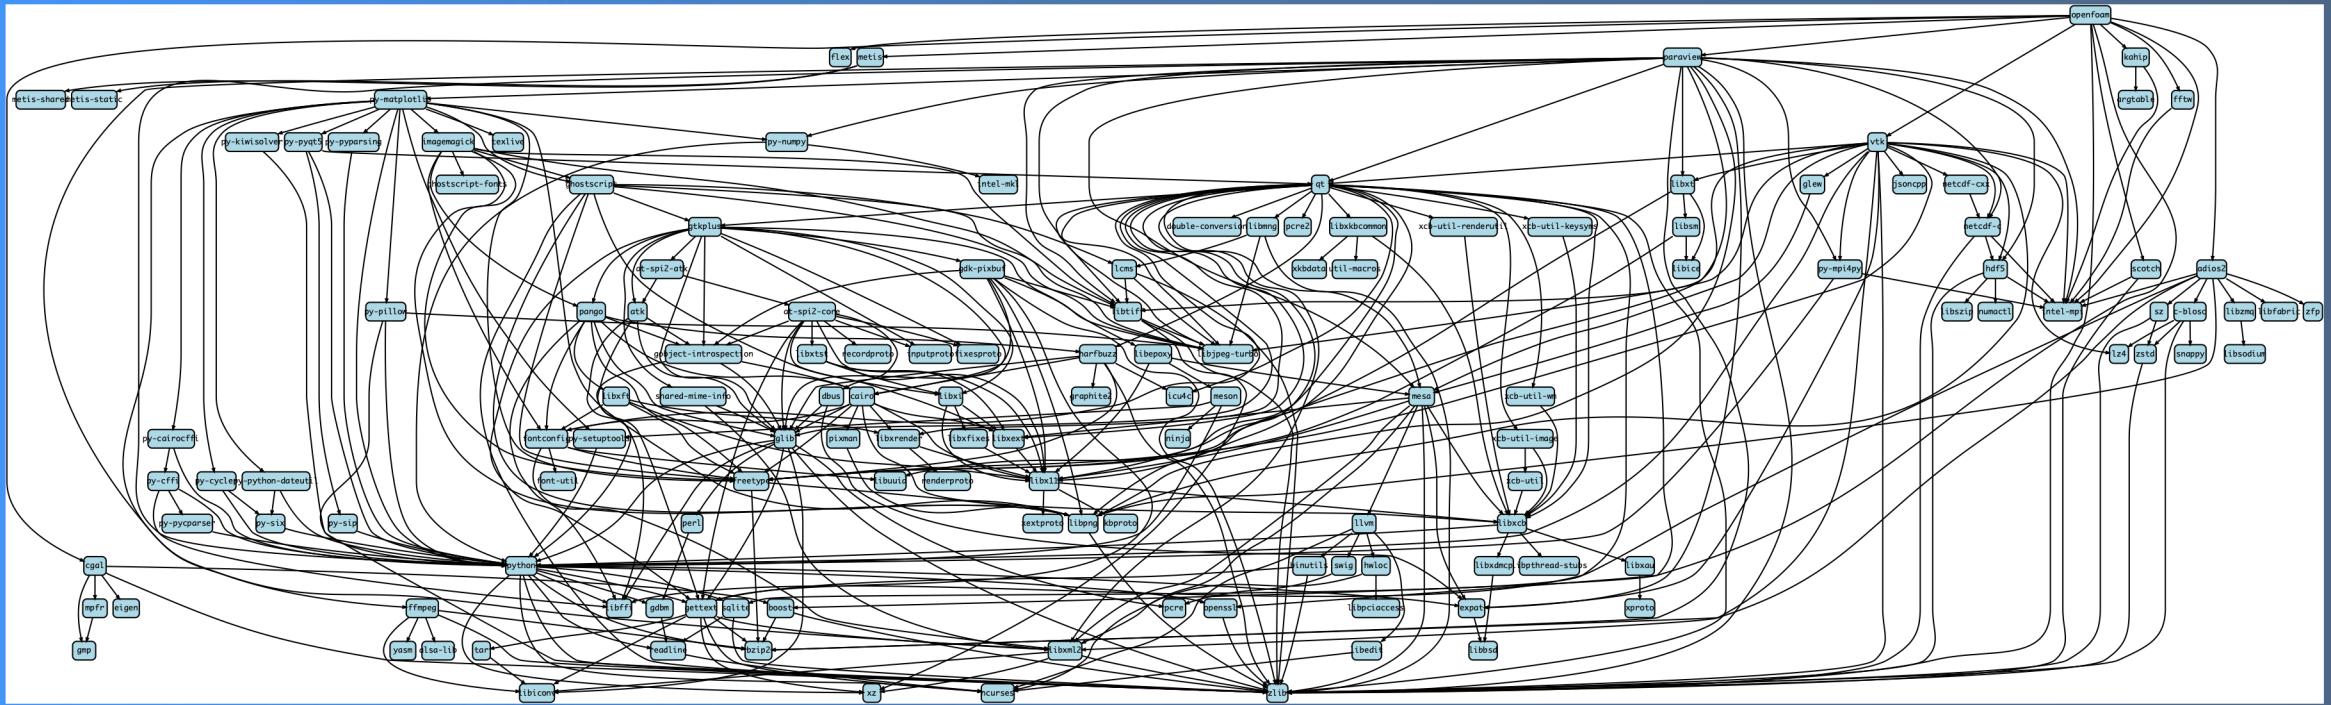 openfoam
flex
metis
paraview
kahip
metis-shared
metis-static
py-matplotlib
argtable
fftw
py-kiwisolver
py-pyqt5
py-pyparsing
imagemagick
texlive
py-numpy
vtk
ghostscript-fonts
ghostscript
intel-mkl
qt
libxt
glew
jsoncpp
netcdf-cxx
gtkplus
double-conversion
libmng
pcre2
libxkbcommon
xcb-util-renderutil
xcb-util-keysyms
libsm
netcdf-c
at-spi2-atk
gdk-pixbuf
lcms
xkbdata
util-macros
libice
py-mpi4py
hdf5
scotch
adios2
py-pillow
pango
atk
at-spi2-core
libtiff
libszip
numactl
intel-mpi
sz
c-blosc
libzmq
libfabric
zfp
gobject-introspection
libxtst
recordproto
inputproto
fixesproto
harfbuzz
libepoxy
libjpeg-turbo
lz4
zstd
snappy
libsodium
libxft
shared-mime-info
dbus
cairo
libxi
graphite2
icu4c
meson
mesa
xcb-util-wm
py-cairocffi
fontconfig
py-setuptools
glib
pixman
libxrender
libxfixes
libxext
ninja
xcb-util-image
py-cffi
py-cycler
py-python-dateutil
font-util
freetype
libuuid
renderproto
libx11
xcb-util
py-pycparser
py-six
py-sip
perl
xextproto
libpng
kbproto
llvm
libxcb
cgal
python
binutils
swig
hwloc
libxdmcp
libpthread-stubs
libxau
mpfr
eigen
ffmpeg
libffi
gdbm
gettext
sqlite
boost
pcre
openssl
libpciaccess
expat
xproto
gmp
yasm
alsa-lib
tar
readline
bzip2
libxml2
libedit
libbsd
libiconv
xz
ncurses
zlib